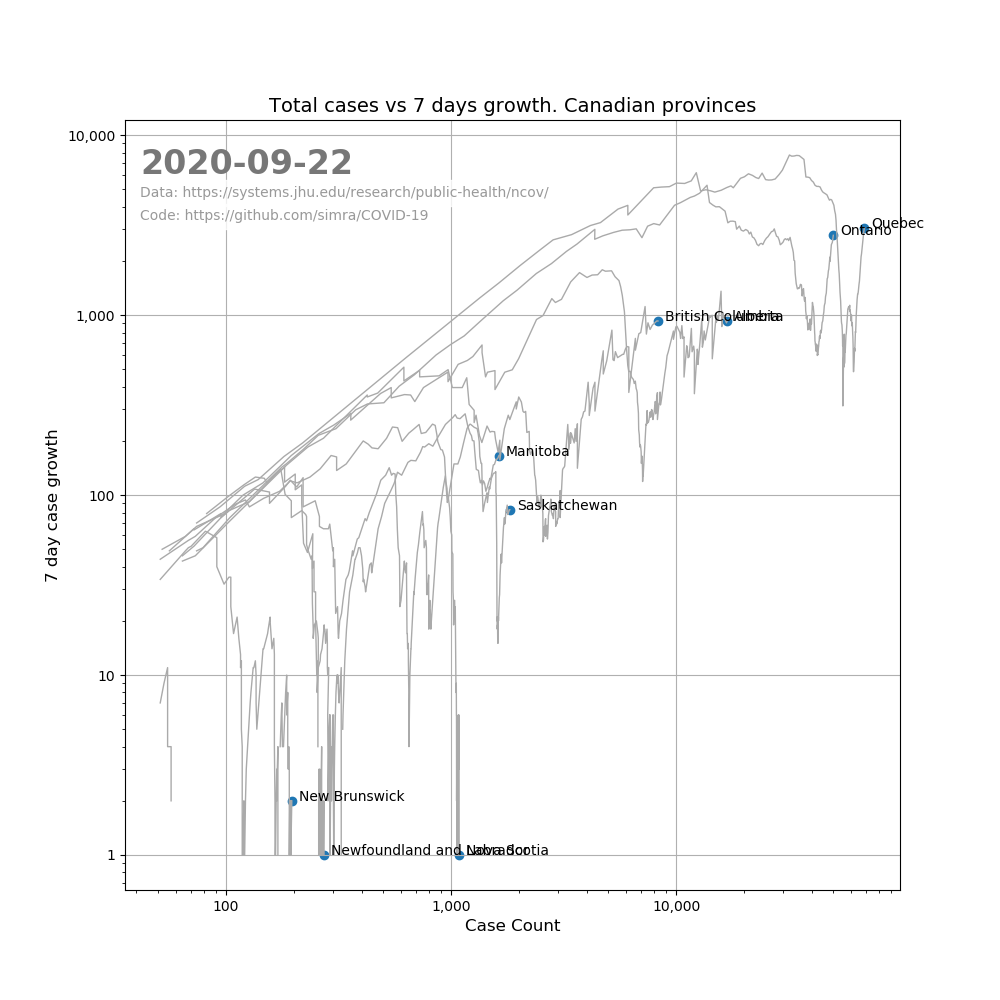 Total cases vs 7 days growth. Canadian provinces
10,000
2020-09-22
Data: https://systems.jhu.edu/research/public-health/ncov/
Code: https://github.com/simra/COVID-19
Quebec
Ontario
1,000
British Columbia
Alberta
Manitoba
100
Saskatchewan
7 day case growth
10
New Brunswick
1
Newfoundland and Labrador
Nova Scotia
100
1,000
10,000
Case Count